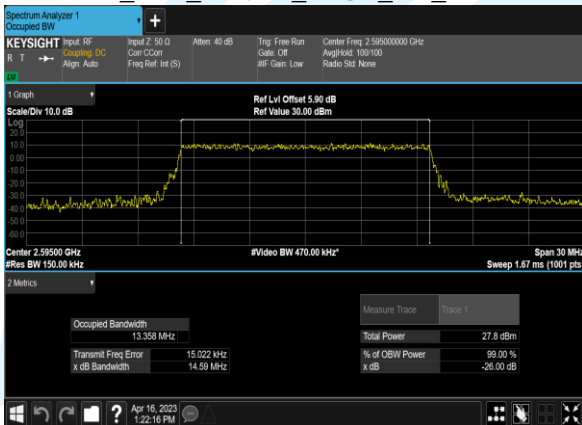 Spectrum Analyzer 1
Occupied BW
KEYSIGHT
R T
LV
Input: RF
Coupling: DC
Align: Auto
Input Z: 50 Ω
Corr CCorr
Freq Ref: Int (S)
Atten: 40 dB
Trig: Free Run
Gate: Off
#IF Gain: Low
Center Freq: 2.595000000 GHz
Avg|Hold: 100/100
Radio Std: None
1 Graph
Scale/Div 10.0 dB
Ref Lvl Offset 5.90 dB
Ref Value 30.00 dBm
Log
20.0
10.0
0.00
-10.0
-20.0
-30.0
-40.0
-50.0
-60.0
Center 2.59500 GHz
#Res BW 150.00 kHz
#Video BW 470.00 kHz*
Span 30 MHz
Sweep 1.67 ms (1001 pts)
2 Metrics
Measure Trace
Trace 1
Occupied Bandwidth
13.358 MHz
Total Power
27.8 dBm
Transmit Freq Error
15.022 kHz
% of OBW Power
99.00 %
x dB Bandwidth
14.59 MHz
x dB
-26.00 dB
?
Apr 16, 2023
1:22:16 PM